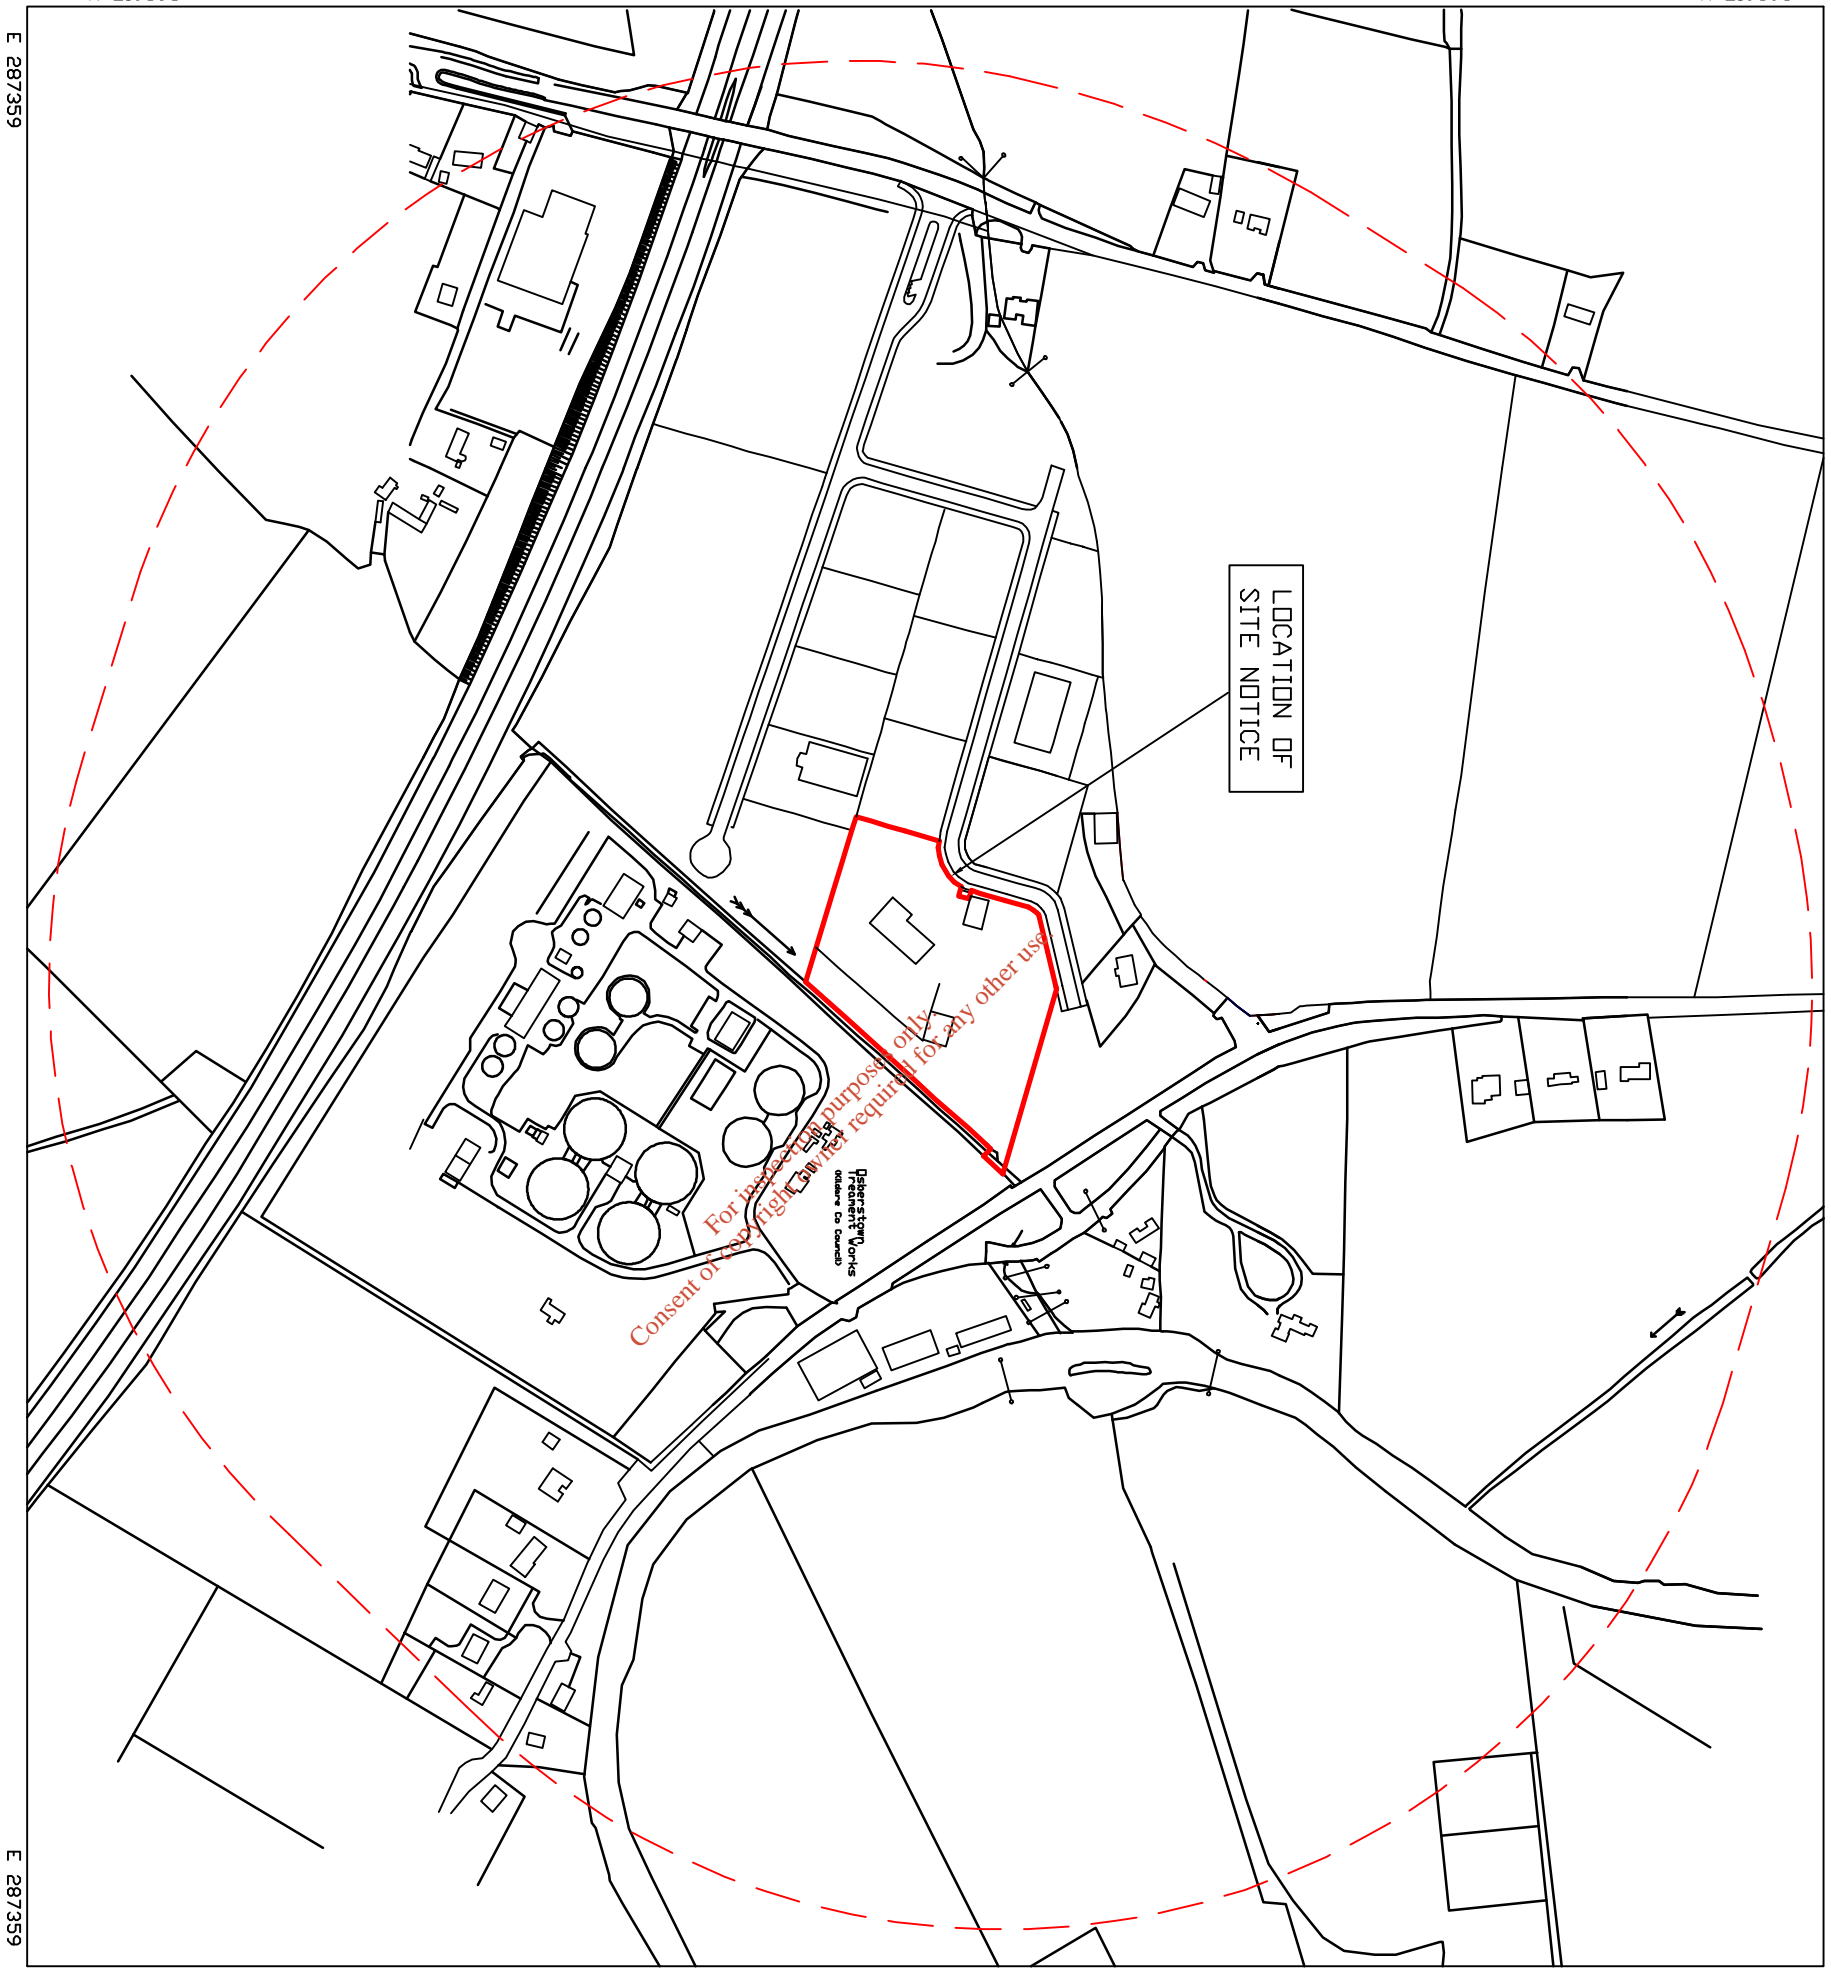 E 287359
LOCATION OF
SITE NOTICE
For inspection purposes only.
Consent of copyright owner required for any other use.
Osberstown
Treament Works
(Kildare Co Council)
E 287359